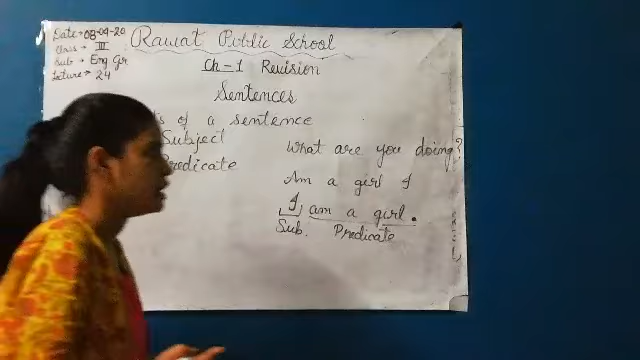 Date → 08-09-20
Class → III
Sub → Eng Gr
Lecture → 24
Rawat Public School
Ch-1 Revision
Sentences
of a sentence
Subject
Predicate
What are you doing?
Am a girl I
I am a girl.
Sub. Predicate